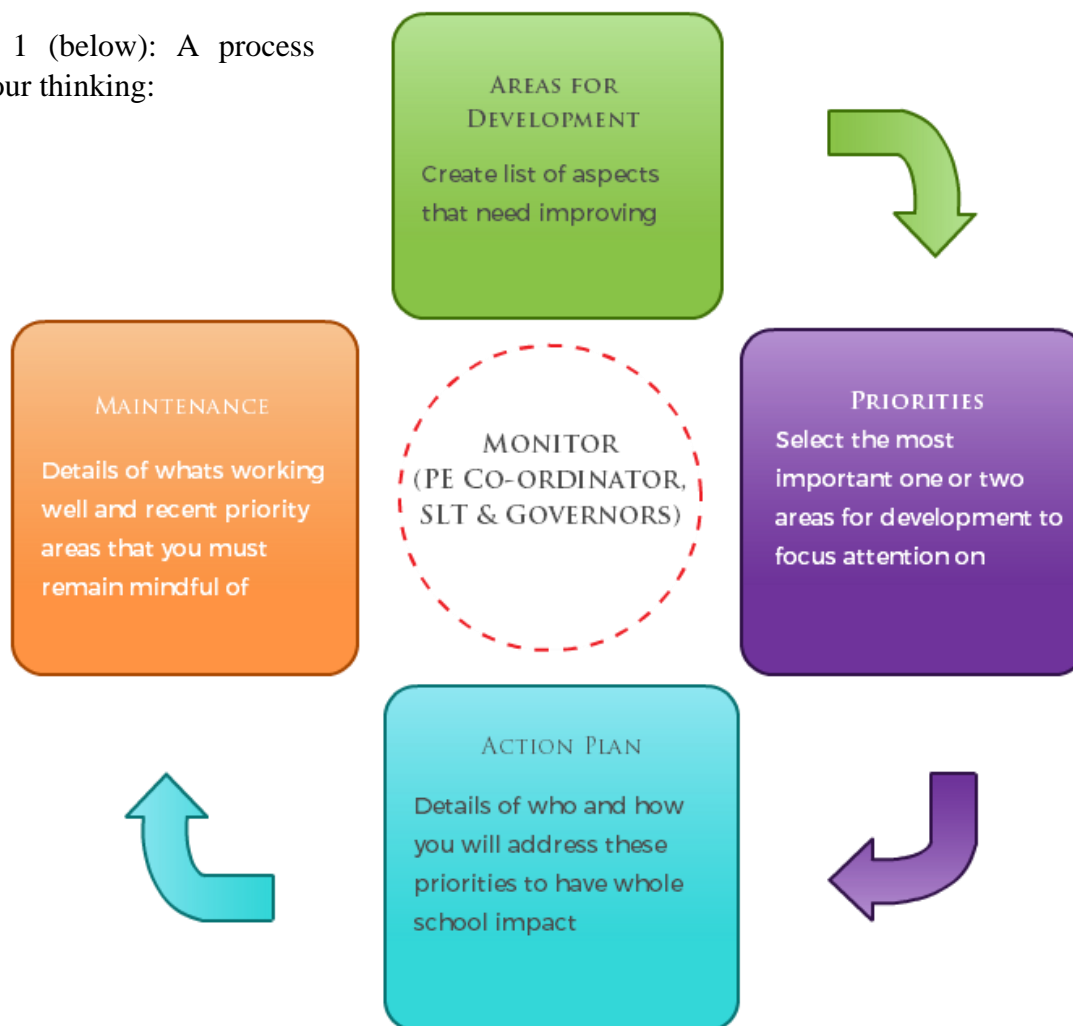 1 (below): A process
our thinking:
AREAS FOR
DEVELOPMENT
Create list of aspects
that need improving
PRIORITIES
Select the most
important one or two
areas for development to
focus attention on
ACTION PLAN
Details of who and how
you will address these
priorities to have whole
school impact
MAINTENANCE
Details of whats working
well and recent priority
areas that you must
remain mindful of
MONITOR
(PE CO-ORDINATOR,
SLT & GOVERNORS)